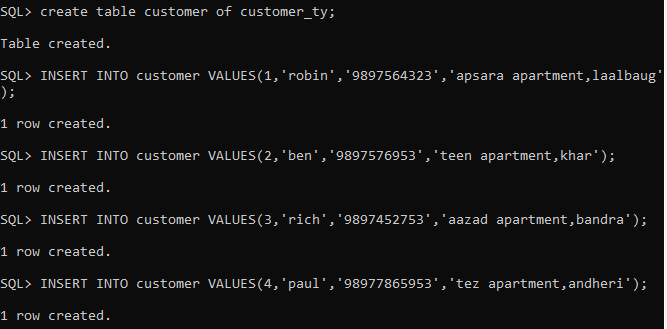 SQL> create table customer of customer_ty;
Table created.
SQL> INSERT INTO customer VALUES(1,'robin','9897564323','apsara apartment,laalbaug'
);
1 row created.
SQL> INSERT INTO customer VALUES(2,'ben','9897576953','teen apartment,khar');
1 row created.
SQL> INSERT INTO customer VALUES(3,'rich','9897452753','aazad apartment,bandra');
1 row created.
SQL> INSERT INTO customer VALUES(4,'paul','98977865953','tez apartment,andheri');
1 row created.